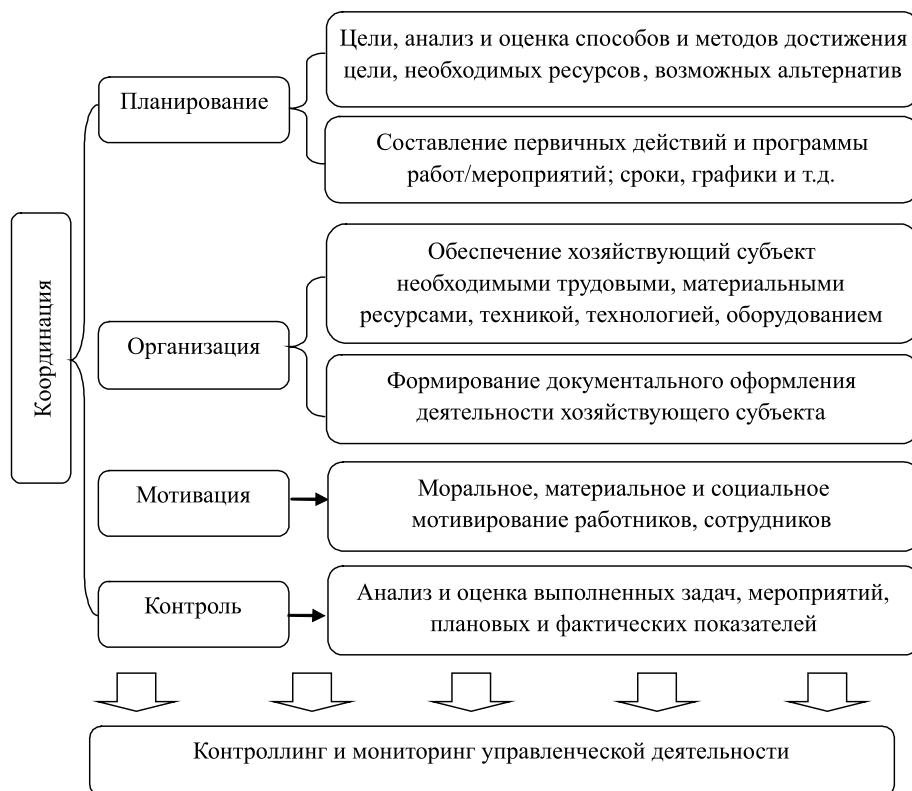 Координация
Планирование
Цели, анализ и оценка способов и методов достижения
цели, необходимых ресурсов, возможных альтернатив
Составление первичных действий и программы
работ/мероприятий; сроки, графики и т.д.
Организация
Обеспечение хозяйствующий субъект
необходимыми трудовыми, материальными
ресурсами, техникой, технологией, оборудованием
Формирование документального оформления
деятельности хозяйствующего субъекта
Мотивация
Моральное, материальное и социальное
мотивирование работников, сотрудников
Контроль
Анализ и оценка выполненных задач, мероприятий,
плановых и фактических показателей
Контроллинг и мониторинг управленческой деятельности